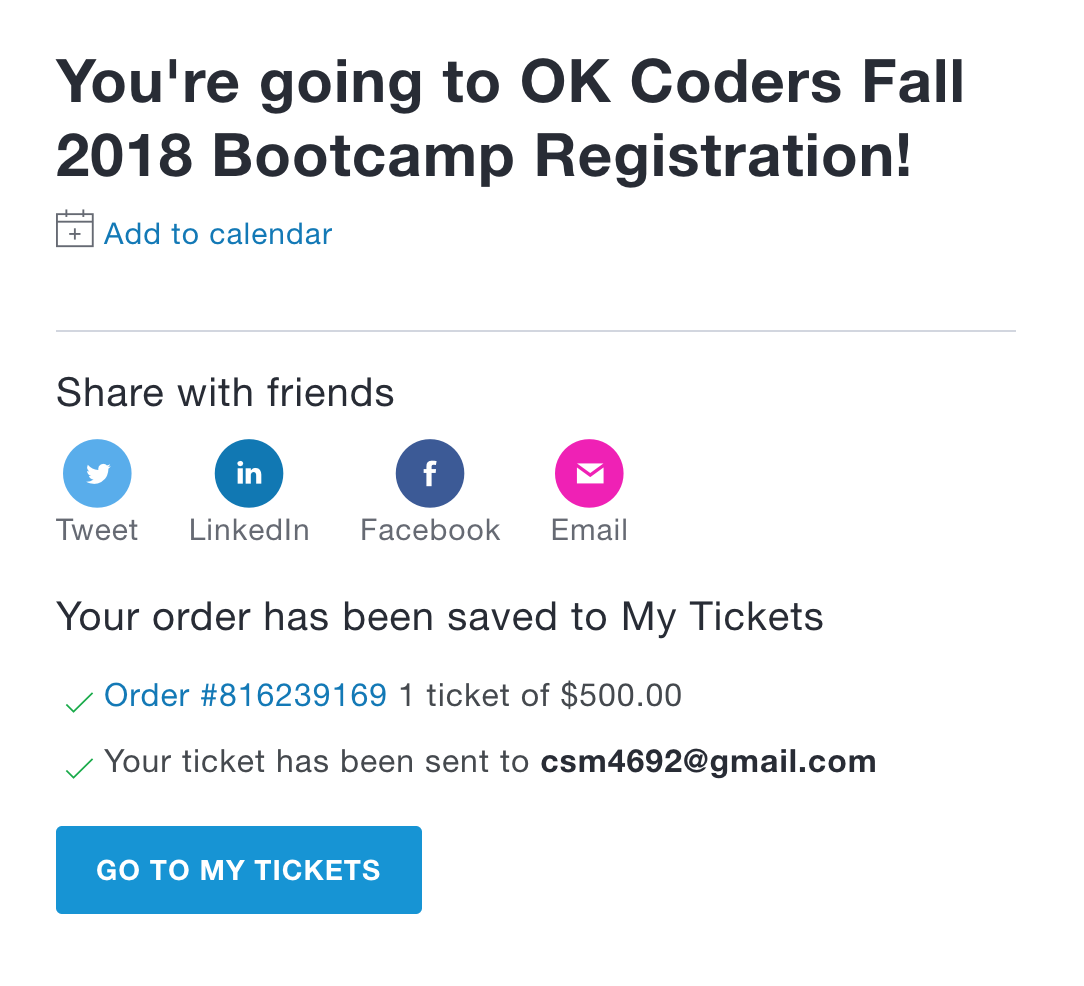 You're going to OK Coders Fall
2018 Bootcamp Registration!
Add to calendar
Share with friends
Tweet LinkedIn Facebook Email
Your order has been saved to My Tickets
Order #816239169 1 ticket of $500.00
Your ticket has been sent to csm4692@gmail.com
GO TO MY TICKETS